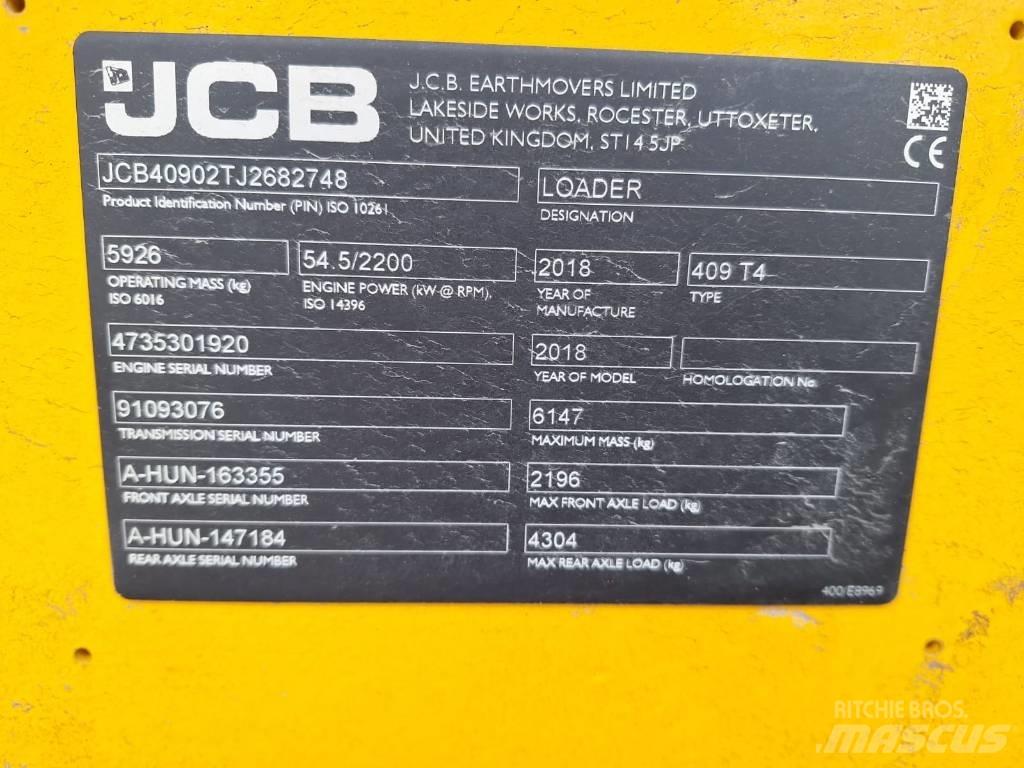 JCB
J.C.B. EARTHMOVERS LIMITED
LAKESIDE WORKS, ROCESTER, UTTOXETER,
UNITED KINGDOM, ST14 5JP
CE
JCB40902TJ2682748
Product Identification Number (PIN) ISO 10261
LOADER
DESIGNATION
5926
OPERATING MASS (kg)
ISO 6016
54.5/2200
ENGINE POWER (kW @ RPM),
ISO 14396
2018
YEAR OF
MANUFACTURE
409 T4
TYPE
4735301920
ENGINE SERIAL NUMBER
2018
YEAR OF MODEL
HOMOLOGATION No.
91093076
TRANSMISSION SERIAL NUMBER
6147
MAXIMUM MASS (kg)
A-HUN-163355
FRONT AXLE SERIAL NUMBER
2196
MAX FRONT AXLE LOAD (kg)
A-HUN-147184
REAR AXLE SERIAL NUMBER
4304
MAX REAR AXLE LOAD (kg)
400/E8969
RITCHIE BROS.
MASCUS